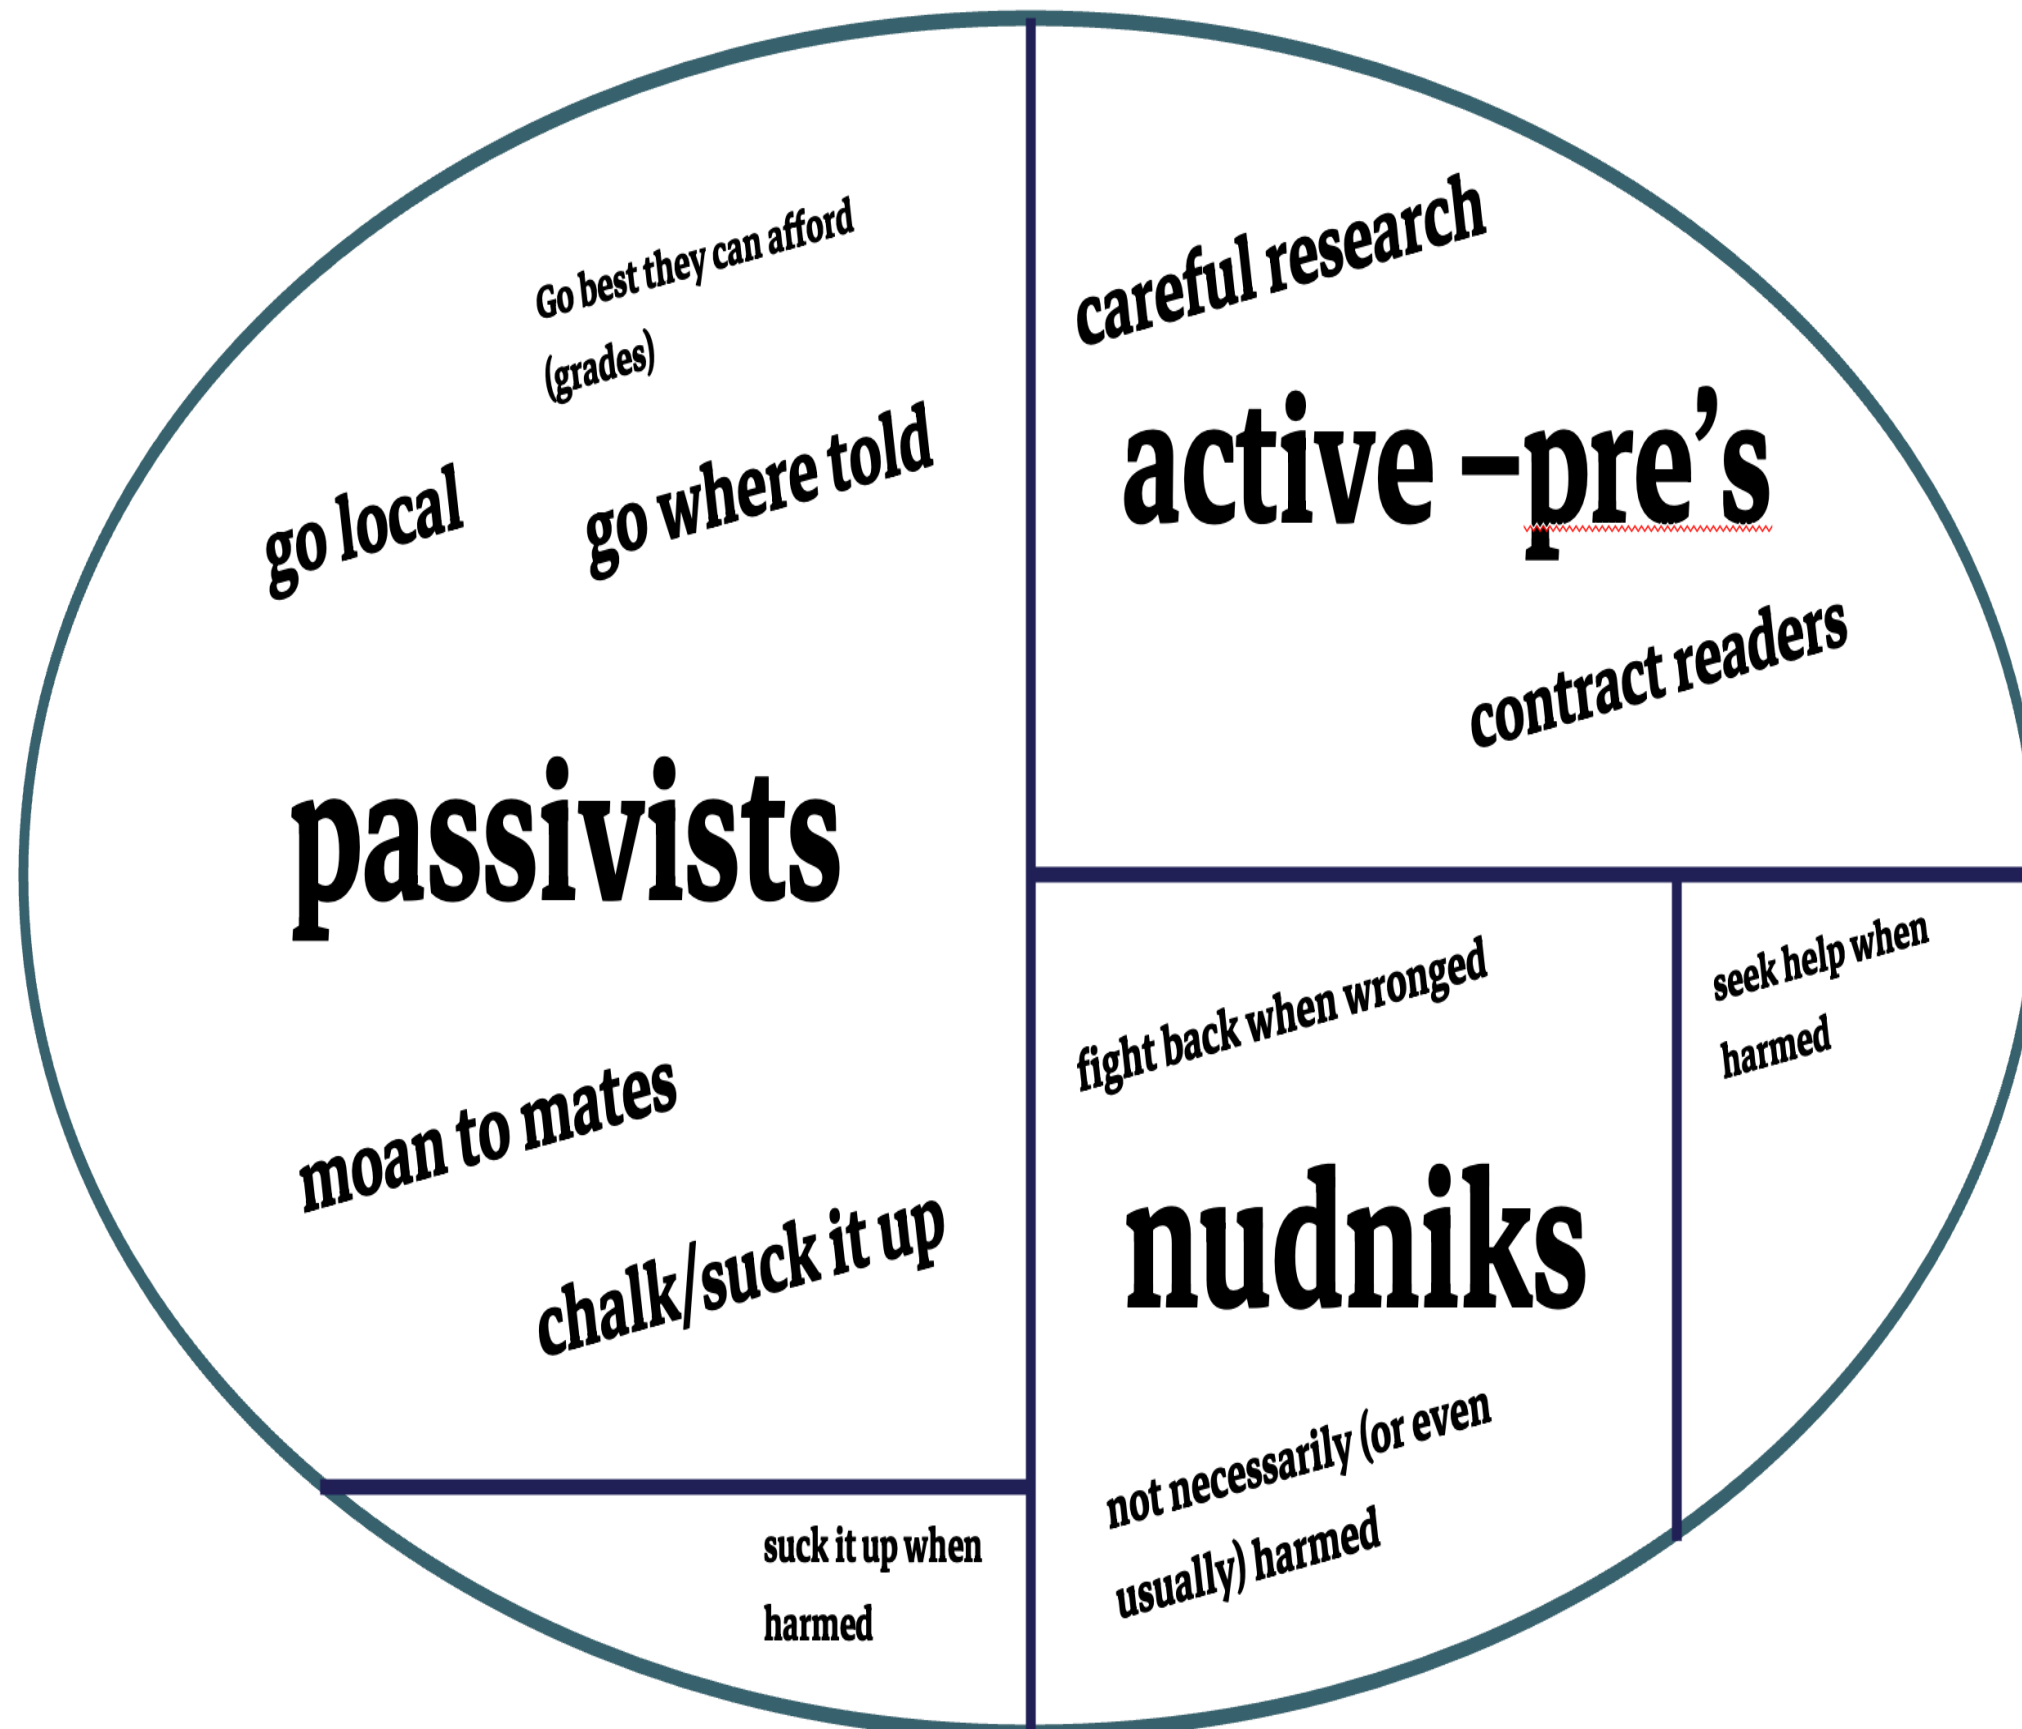 Go best they can afford
(grades)
go local
go where told
passivists
moan to mates
chalk/suck it up
suck it up when
harmed
careful research
active –pre’s
contract readers
fight back when wronged
nudniks
not necessarily (or even
usually) harmed
seek help when
harmed